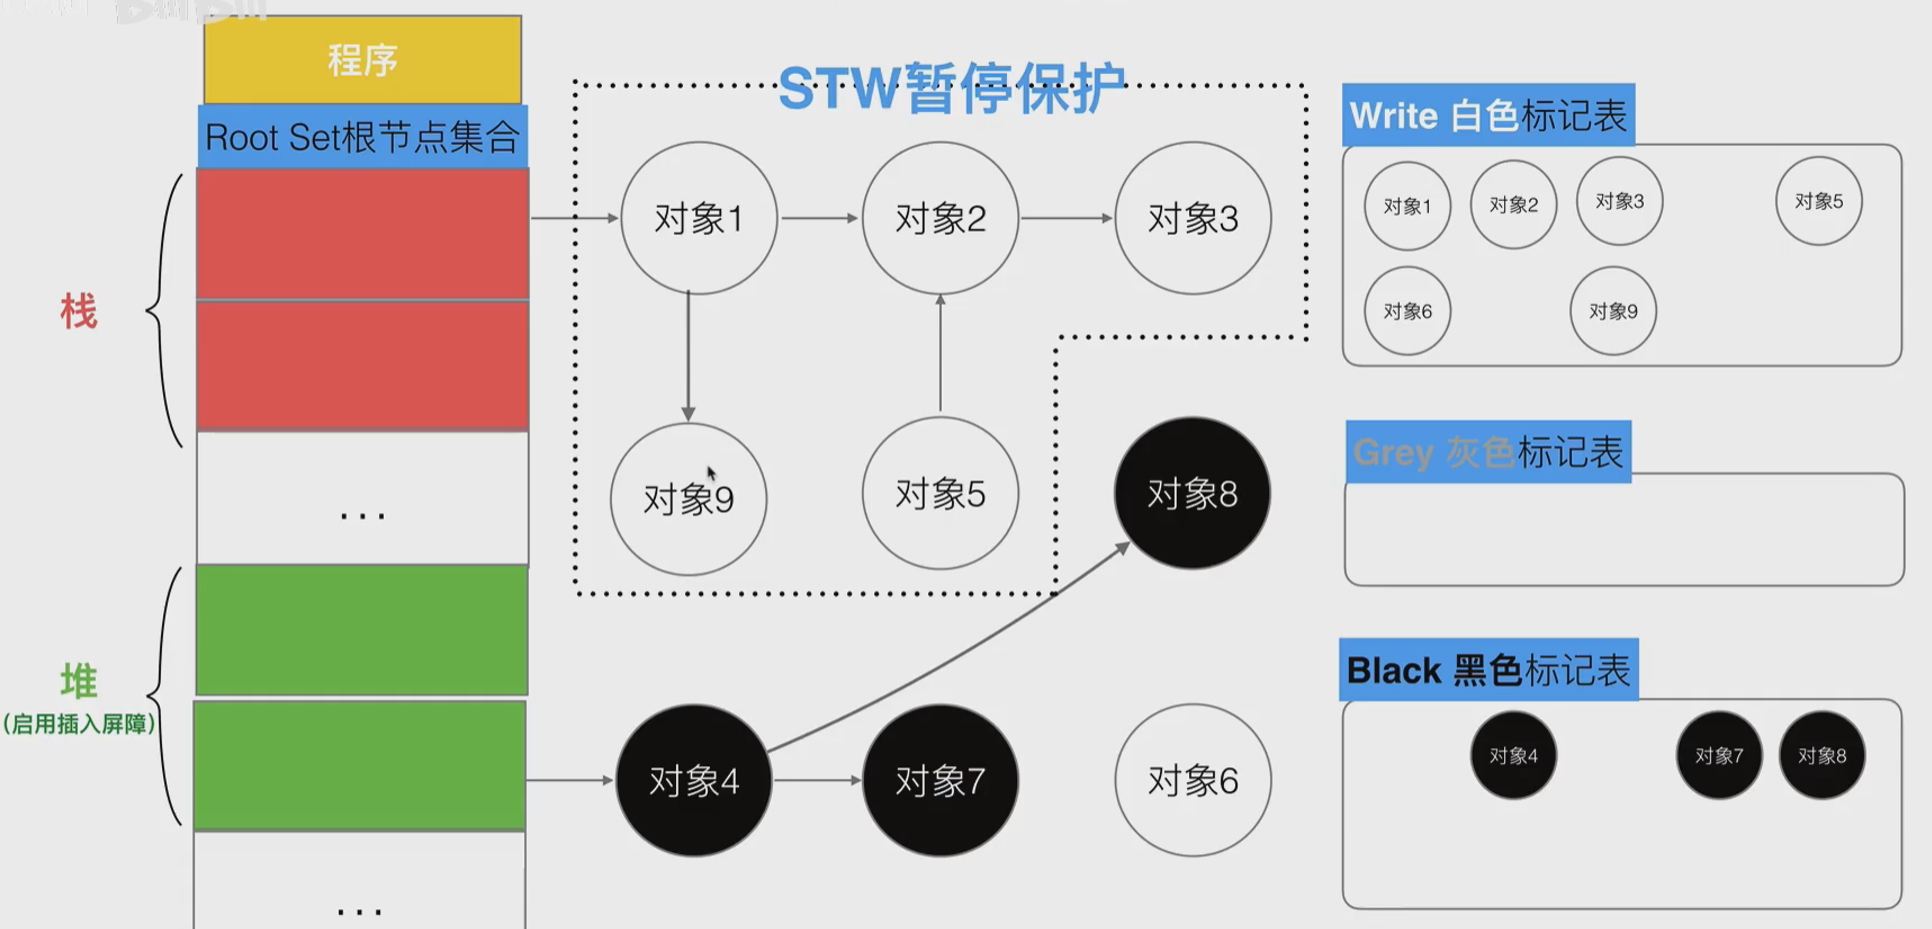 BiliBili
程序
STW暂停保护
Root Set根节点集合
Write 白色标记表
对象1
对象2
对象3
对象1
对象2
对象3
对象5
栈
对象6
对象9
Grey 灰色标记表
对象9
对象5
对象8
...
堆
(启用插入屏障)
Black 黑色标记表
对象4
对象7
对象6
对象4
对象7
对象8
...